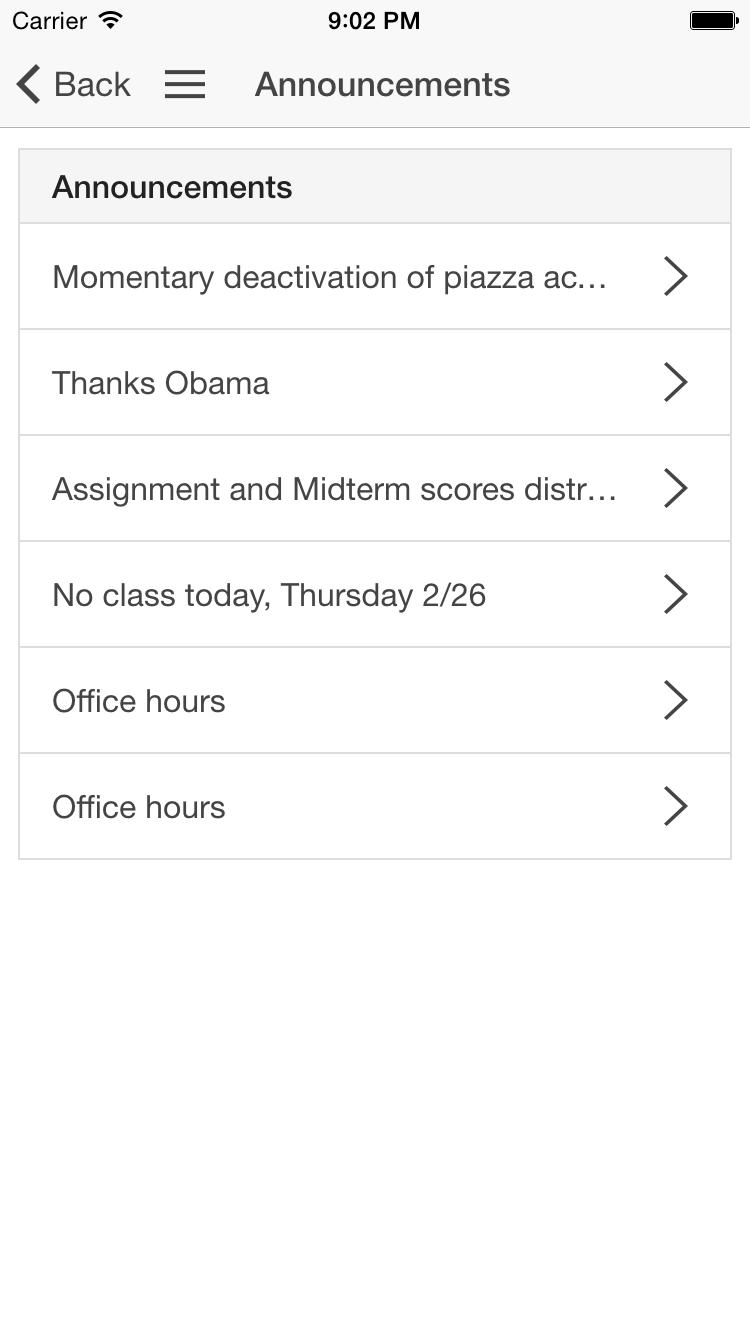 Carrier 9:02 PM
Back Announcements
Announcements
Momentary deactivation of piazza ac...
Thanks Obama
Assignment and Midterm scores distr...
No class today, Thursday 2/26
Office hours
Office hours